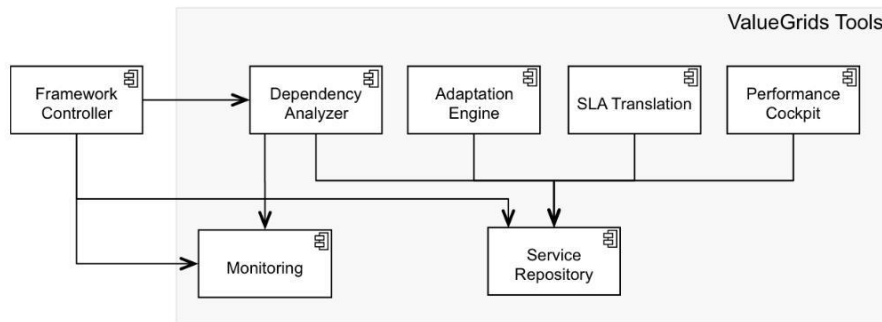 ValueGrids Tools
Framework
Controller
Dependency
Analyzer
Adaptation
Engine
SLA Translation
Performance
Cockpit
Monitoring
Service
Repository